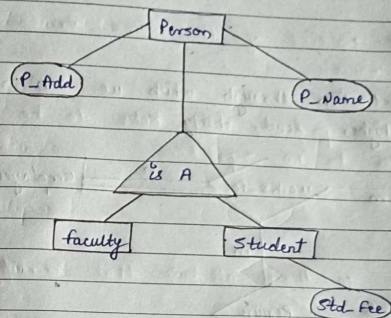 Person
P_Add
P_Name
is A
faculty
Student
Std_Fee